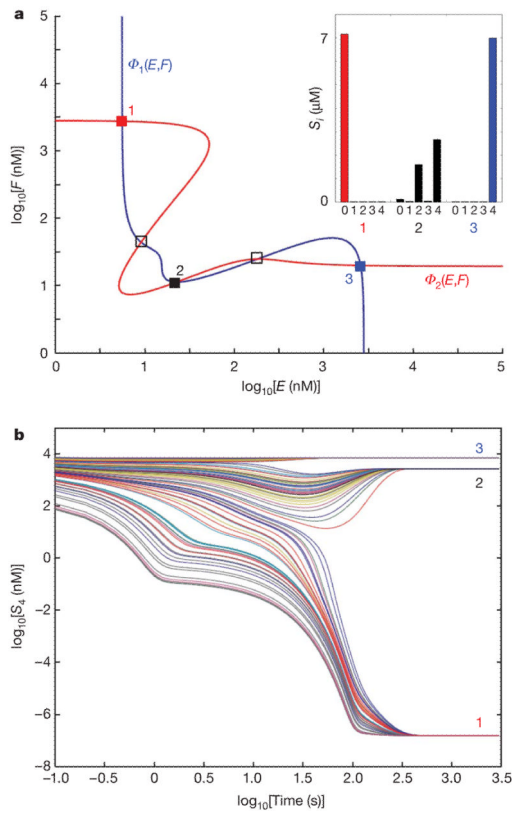 a
5
4
3
2
1
0
log10[F (nM)]
0
1
2
3
4
5
log10[E (nM)]
Φ1(E,F)
Φ2(E,F)
1
2
3
7
0
Si (μM)
0 1 2 3 4 0 1 2 3 4 0 1 2 3 4
1 2 3
b
4
2
0
−2
−4
−6
−8
log10[S4 (nM)]
3
2
1
−1.0 −0.5 0 0.5 1.0 1.5 2.0 2.5 3.0 3.5
log10[Time (s)]